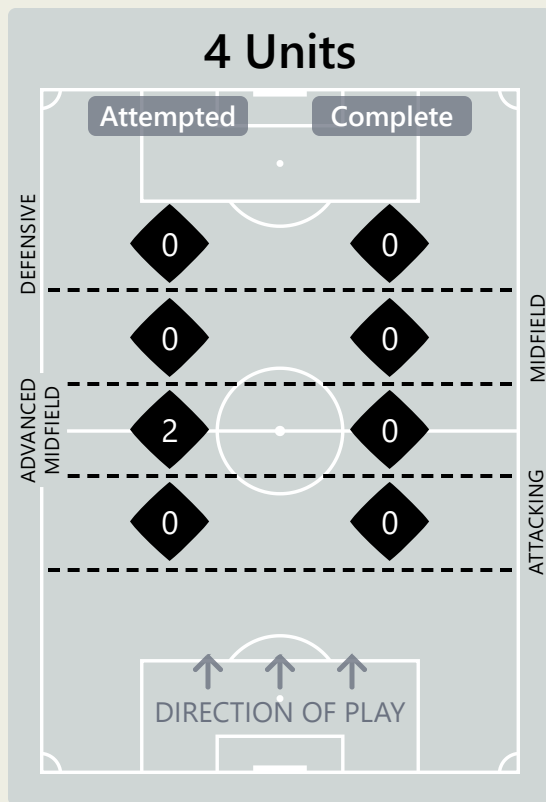 4 Units
Attempted Complete
DEFENSIVE
0 0
MIDFIELD
0 0
ADVANCED
MIDFIELD
2 0
ATTACKING
0 0
DIRECTION OF PLAY